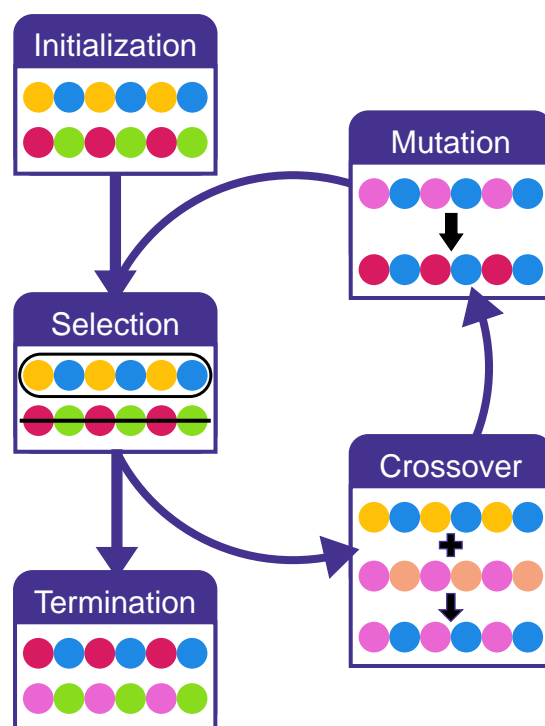 Initialization
Mutation
Selection
Crossover
Termination